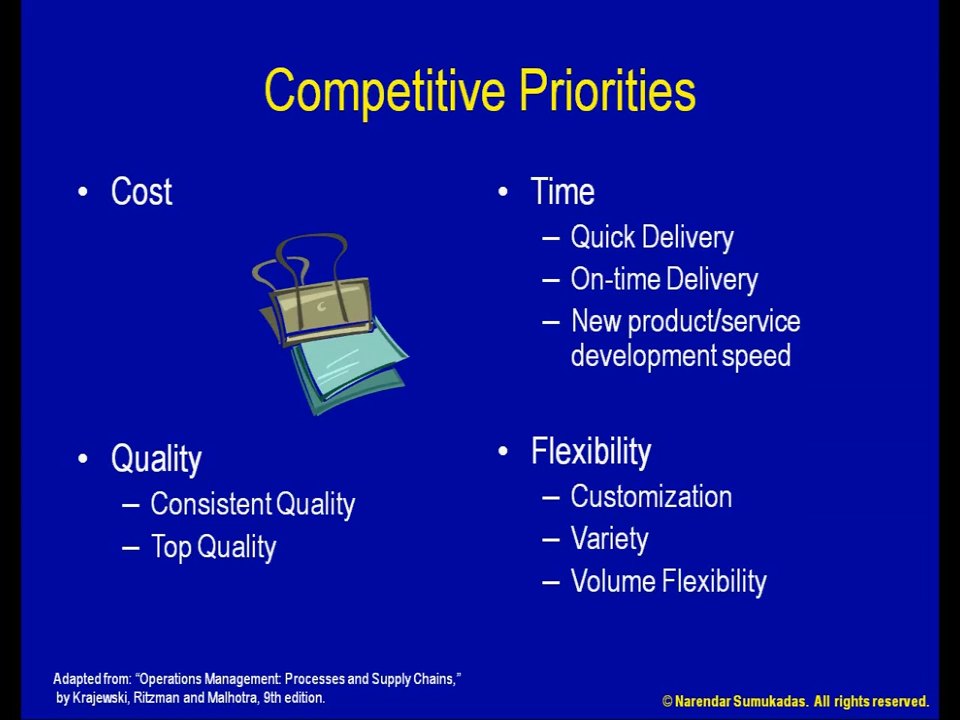 Competitive Priorities
• Cost
• Quality
– Consistent Quality
– Top Quality
• Time
– Quick Delivery
– On-time Delivery
– New product/service
development speed
• Flexibility
– Customization
– Variety
– Volume Flexibility
Adapted from: “Operations Management: Processes and Supply Chains,”
by Krajewski, Ritzman and Malhotra, 9th edition.
© Narendar Sumukadas. All rights reserved.